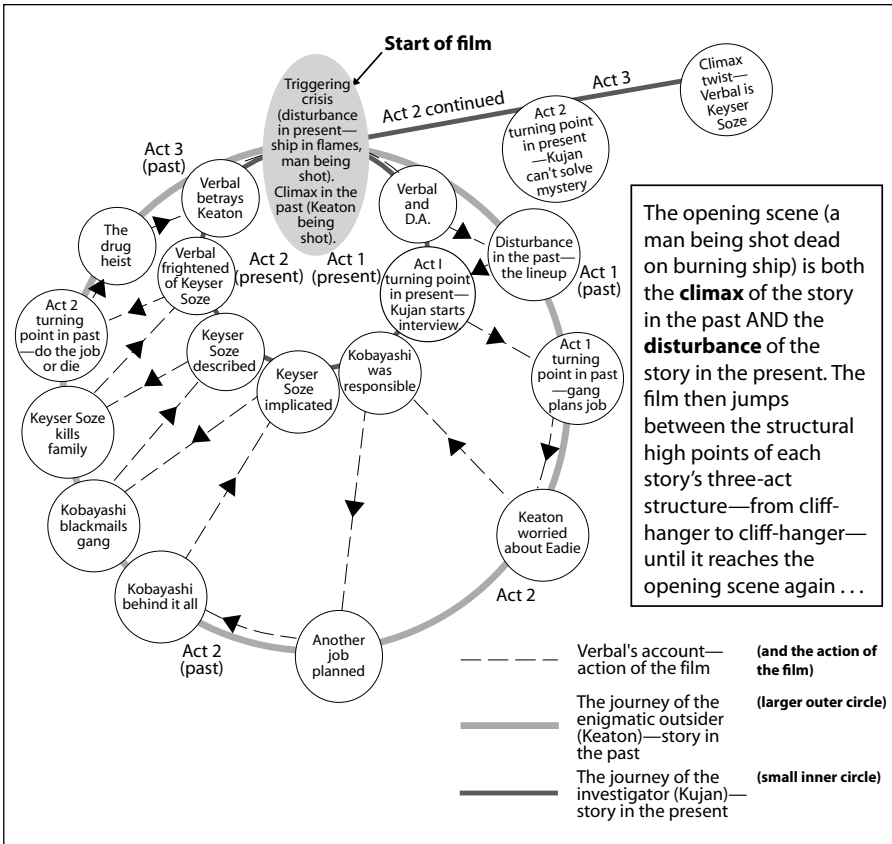 Start of film
Triggering
crisis
(disturbance
in present—
ship in flames,
man being
shot).
Climax in the
past (Keaton
being
shot).
Act 2 continued
Act 3
Act 2
turning point
in present
—Kujan
can't solve
mystery
Climax
twist—
Verbal is
Keyser
Soze
Act 3
(past)
Verbal
betrays
Keaton
The
drug
heist
Verbal
frightened
of Keyser
Soze
Act 2
(present)
Act 1
(present)
Verbal
and
D.A.
Disturbance
in the past—
the lineup
Act 1
(past)
Act I
turning point
in present—
Kujan starts
interview
Act 2
turning
point in past
—do the job
or die
Keyser
Soze
described
Keyser
Soze
implicated
Kobayashi
was
responsible
Act 1
turning
point in
past—gang
plans job
Keyser Soze
kills
family
Kobayashi
blackmails
gang
Kobayashi
behind it all
Act 2
(past)
Another
job
planned
Keaton
worried
about Eadie
Act 2
The opening scene (a
man being shot dead
on burning ship) is both
the climax of the story
in the past AND the
disturbance of the
story in the present. The
film then jumps
between the structural
high points of each
story's three-act
structure—from cliff-
hanger to cliff-hanger—
until it reaches the
opening scene again . . .
Verbal's account—
action of the film
(and the action of
the film)
The journey of the
enigmatic outsider
(Keaton)—story in
the past
(larger outer circle)
The journey of the
investigator (Kujan)—
story in the present
(small inner circle)